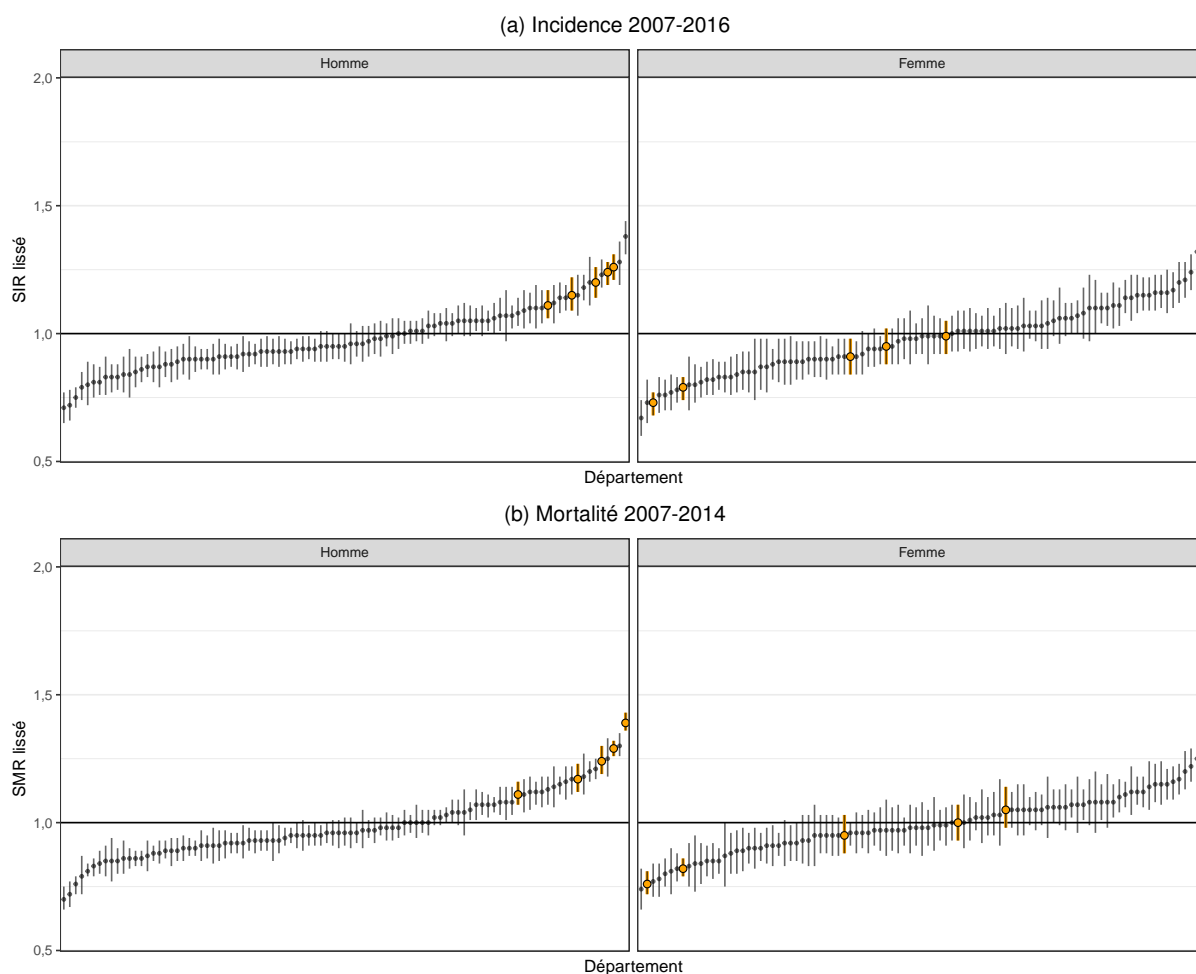 (a) Incidence 2007-2016
Homme
Femme
2,0
1,5
1,0
0,5
SIR lissé
Département
(b) Mortalité 2007-2014
Homme
Femme
2,0
1,5
1,0
0,5
SMR lissé
Département